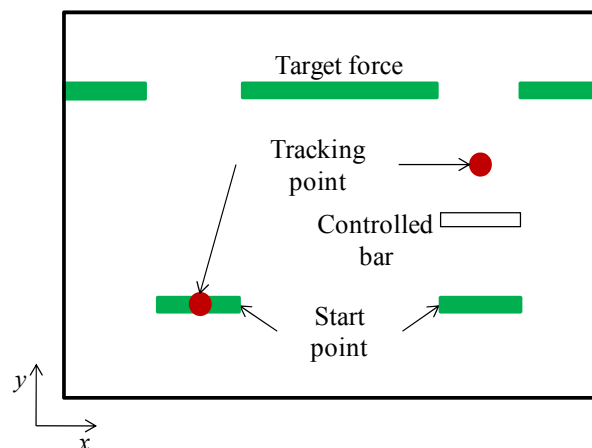 Target force
Tracking
point
Controlled
bar
Start
point
y
x